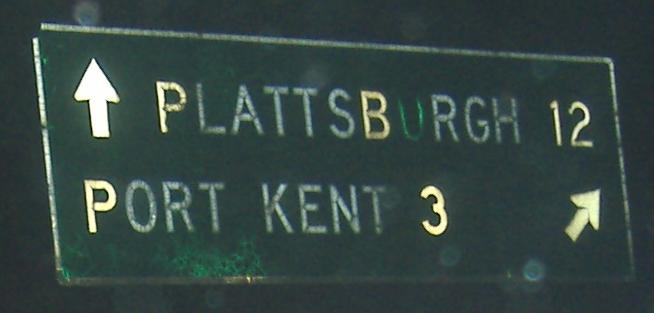 PLATTSBURGH 12
PORT KENT 3